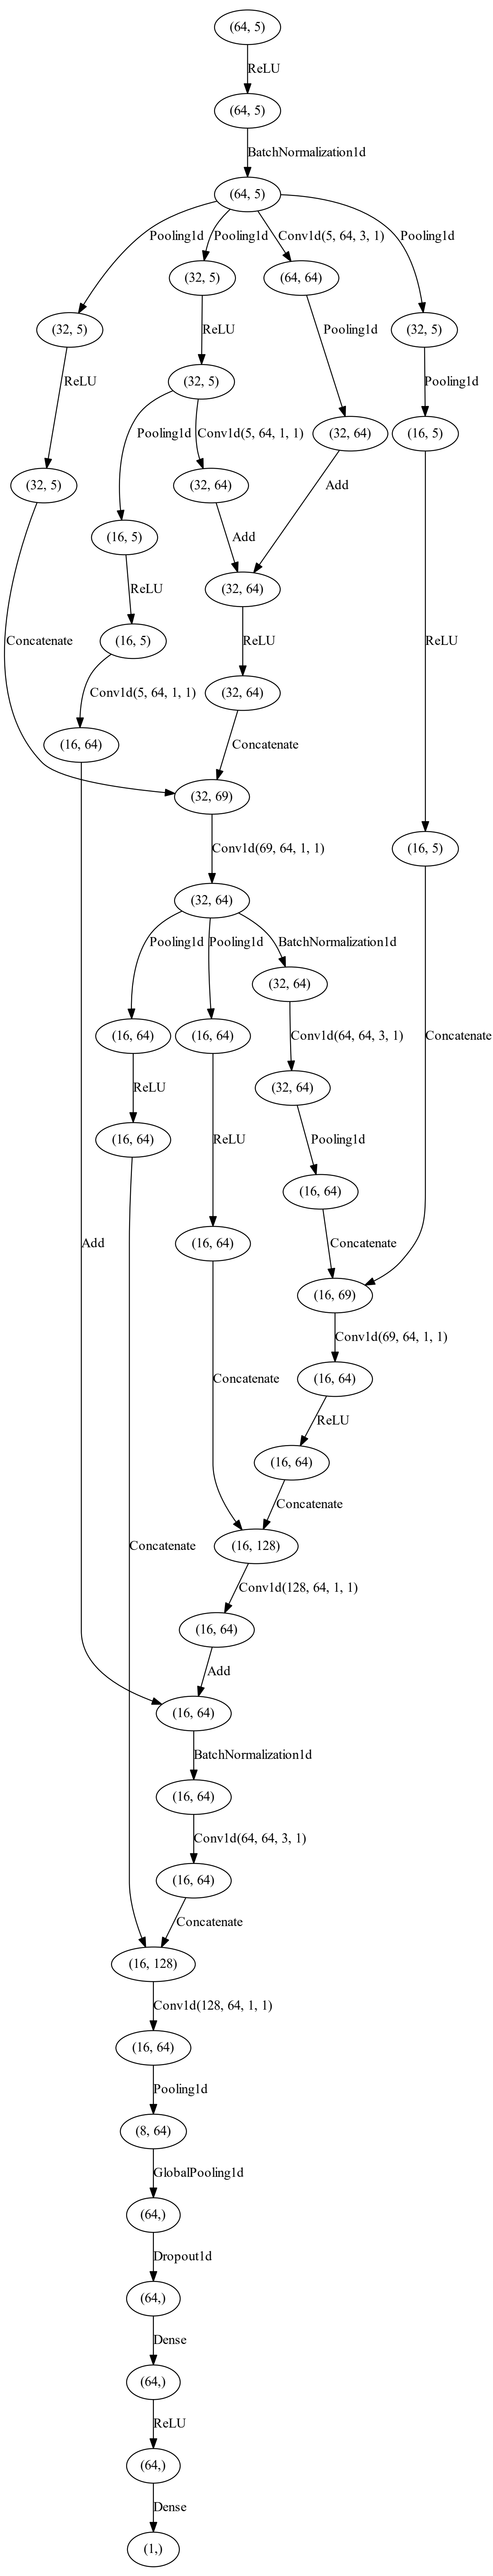 (64, 5)
ReLU
(64, 5)
BatchNormalization1d
(64, 5)
Pooling1d Pooling1d Conv1d(5, 64, 3, 1) Pooling1d
(32, 5) (64, 64)
(32, 5) ReLU Pooling1d (32, 5)
ReLU (32, 5) Pooling1d
Pooling1d Conv1d(5, 64, 1, 1) (32, 64) (16, 5)
(32, 5) (32, 64) Add
(16, 5) Add
ReLU (32, 64)
Concatenate (16, 5) ReLU ReLU
Conv1d(5, 64, 1, 1) (32, 64)
(16, 64) Concatenate
(32, 69)
Conv1d(69, 64, 1, 1) (16, 5)
(32, 64)
Pooling1d Pooling1d BatchNormalization1d
(32, 64)
(16, 64) (16, 64) Conv1d(64, 64, 3, 1) Concatenate
ReLU (32, 64)
(16, 64) ReLU Pooling1d
(16, 64)
Add (16, 64) Concatenate
(16, 69)
Conv1d(69, 64, 1, 1)
Concatenate (16, 64)
ReLU
(16, 64)
Concatenate
Concatenate (16, 128)
Conv1d(128, 64, 1, 1)
(16, 64)
Add
(16, 64)
BatchNormalization1d
(16, 64)
Conv1d(64, 64, 3, 1)
(16, 64)
Concatenate
(16, 128)
Conv1d(128, 64, 1, 1)
(16, 64)
Pooling1d
(8, 64)
GlobalPooling1d
(64,)
Dropout1d
(64,)
Dense
(64,)
ReLU
(64,)
Dense
(1,)